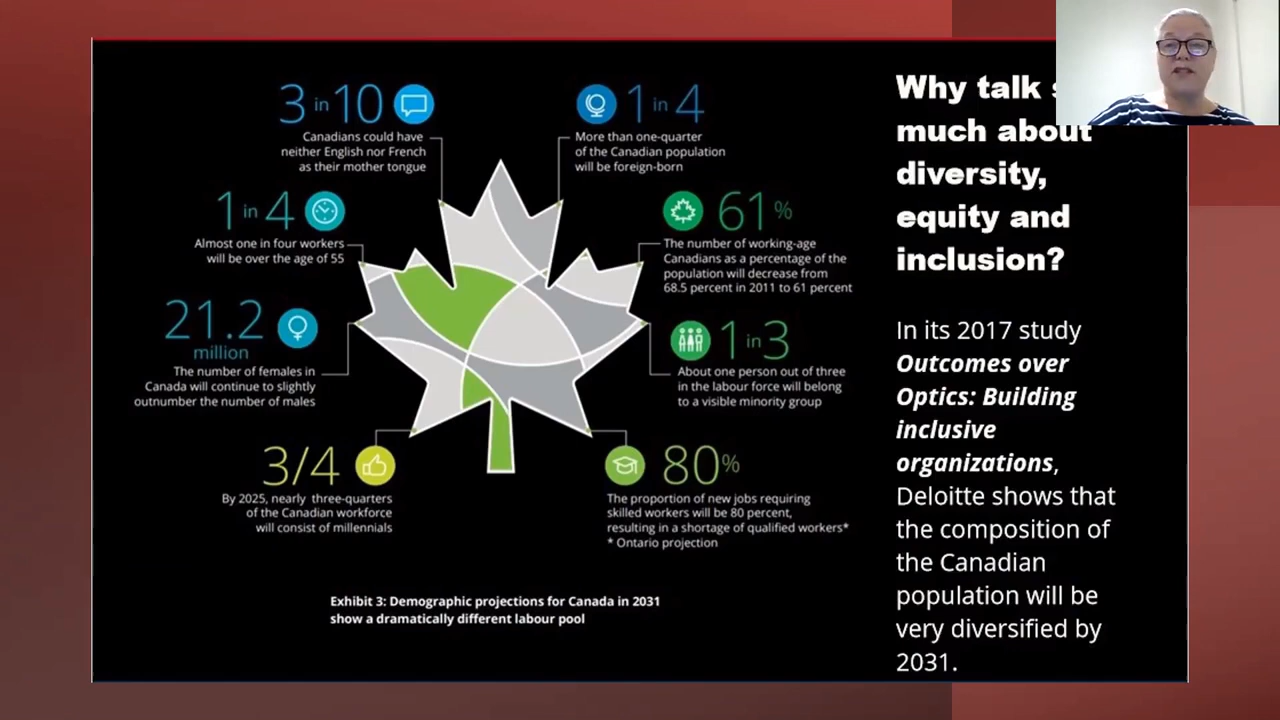 3 in 10
Canadians could have
neither English nor French
as their mother tongue
1 in 4
More than one-quarter
of the Canadian population
will be foreign-born
1 in 4
Almost one in four workers
will be over the age of 55
61%
The number of working-age
Canadians as a percentage of the
population will decrease from
68.5 percent in 2011 to 61 percent
21.2
million
The number of females in
Canada will continue to slightly
outnumber the number of males
1 in 3
About one person out of three
in the labour force will belong
to a visible minority group
3/4
By 2025, nearly three-quarters
of the Canadian workforce
will consist of millennials
80%
The proportion of new jobs requiring
skilled workers will be 80 percent,
resulting in a shortage of qualified workers*
* Ontario projection
Exhibit 3: Demographic projections for Canada in 2031
show a dramatically different labour pool
Why talk
much about
diversity,
equity and
inclusion?
In its 2017 study
Outcomes over
Optics: Building
inclusive
organizations,
Deloitte shows that
the composition of
the Canadian
population will be
very diversified by
2031.